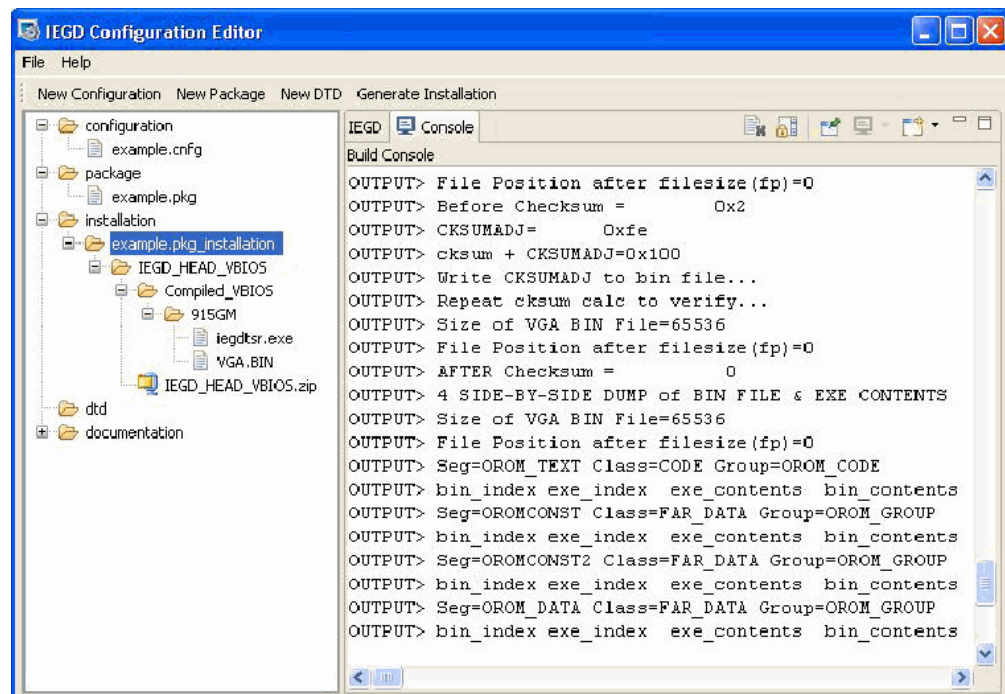 IEGD Configuration Editor
File Help
New Configuration New Package New DTD Generate Installation
configuration
example.cnfg
package
example.pkg
installation
example.pkg_installation
IEGD_HEAD_VBIOS
Compiled_VBIOS
915GM
iegdtsr.exe
VGA.BIN
IEGD_HEAD_VBIOS.zip
dtd
documentation
IEGD Console
Build Console
OUTPUT> File Position after filesize(fp)=0
OUTPUT> Before Checksum = 0x2
OUTPUT> CKSUMADJ= 0xfe
OUTPUT> cksum + CKSUMADJ=0x100
OUTPUT> Write CKSUMADJ to bin file...
OUTPUT> Repeat cksum calc to verify...
OUTPUT> Size of VGA BIN File=65536
OUTPUT> File Position after filesize(fp)=0
OUTPUT> AFTER Checksum = 0
OUTPUT> 4 SIDE-BY-SIDE DUMP of BIN FILE & EXE CONTENTS
OUTPUT> Size of VGA BIN File=65536
OUTPUT> File Position after filesize(fp)=0
OUTPUT> Seg=OROM_TEXT Class=CODE Group=OROM_CODE
OUTPUT> bin_index exe_index exe_contents bin_contents
OUTPUT> Seg=OROMCONST Class=FAR_DATA Group=OROM_GROUP
OUTPUT> bin_index exe_index exe_contents bin_contents
OUTPUT> Seg=OROMCONST2 Class=FAR_DATA Group=OROM_GROUP
OUTPUT> bin_index exe_index exe_contents bin_contents
OUTPUT> Seg=OROM_DATA Class=FAR_DATA Group=OROM_GROUP
OUTPUT> bin_index exe_index exe_contents bin_contents